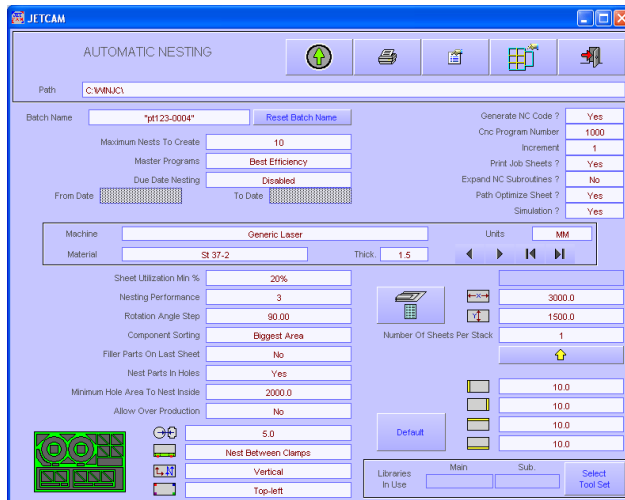 JETCAM
AUTOMATIC NESTING
Path C:\WINJC\
Batch Name "pt123-0004" Reset Batch Name
Generate NC Code ? Yes
Cnc Program Number 1000
Maximum Nests To Create 10
Increment 1
Master Programs Best Efficiency
Print Job Sheets ? Yes
Due Date Nesting Disabled
Expand NC Subroutines ? No
From Date To Date
Path Optimize Sheet ? Yes
Simulation ? Yes
Machine Generic Laser Units MM
Material St 37-2 Thick. 1.5
Sheet Utilization Min % 20%
Nesting Performance 3
X 3000.0
Rotation Angle Step 90.00
Y 1500.0
Component Sorting Biggest Area
Number Of Sheets Per Stack 1
Filler Parts On Last Sheet No
Nest Parts In Holes Yes
Minimum Hole Area To Nest Inside 2000.0
10.0
Allow Over Production No
10.0
5.0
Default
10.0
Nest Between Clamps
10.0
Vertical
Libraries In Use Main Sub. Select Tool Set
Top-left